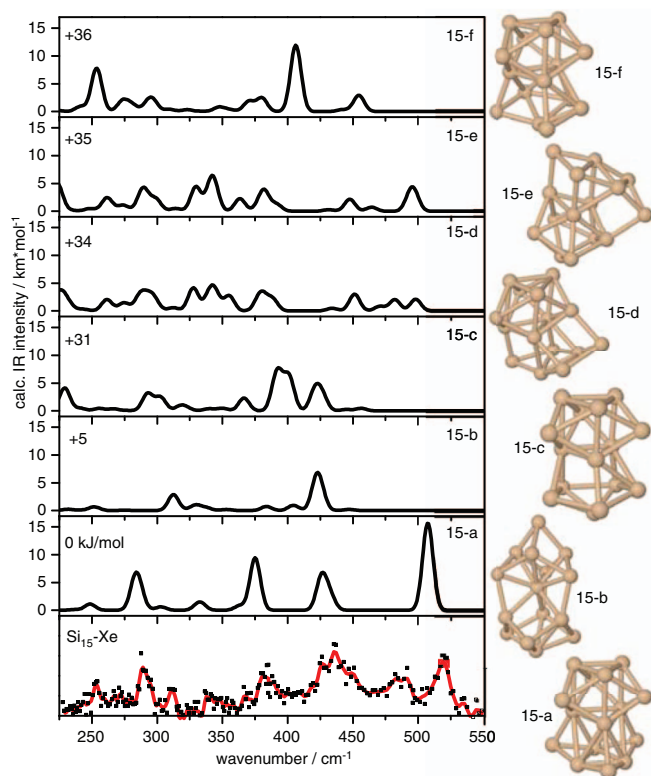 +36
15-f
15-f
+35
15-e
15-e
+34
15-d
15-d
+31
15-c
15-c
+5
15-b
15-b
0 kJ/mol
15-a
15-a
Si₁₅-Xe
15
10
5
0
15
10
5
0
15
10
5
0
15
10
5
0
15
10
5
0
15
10
5
0
calc. IR intensity / km*mol⁻¹
250 300 350 400 450 500 550
wavenumber / cm⁻¹